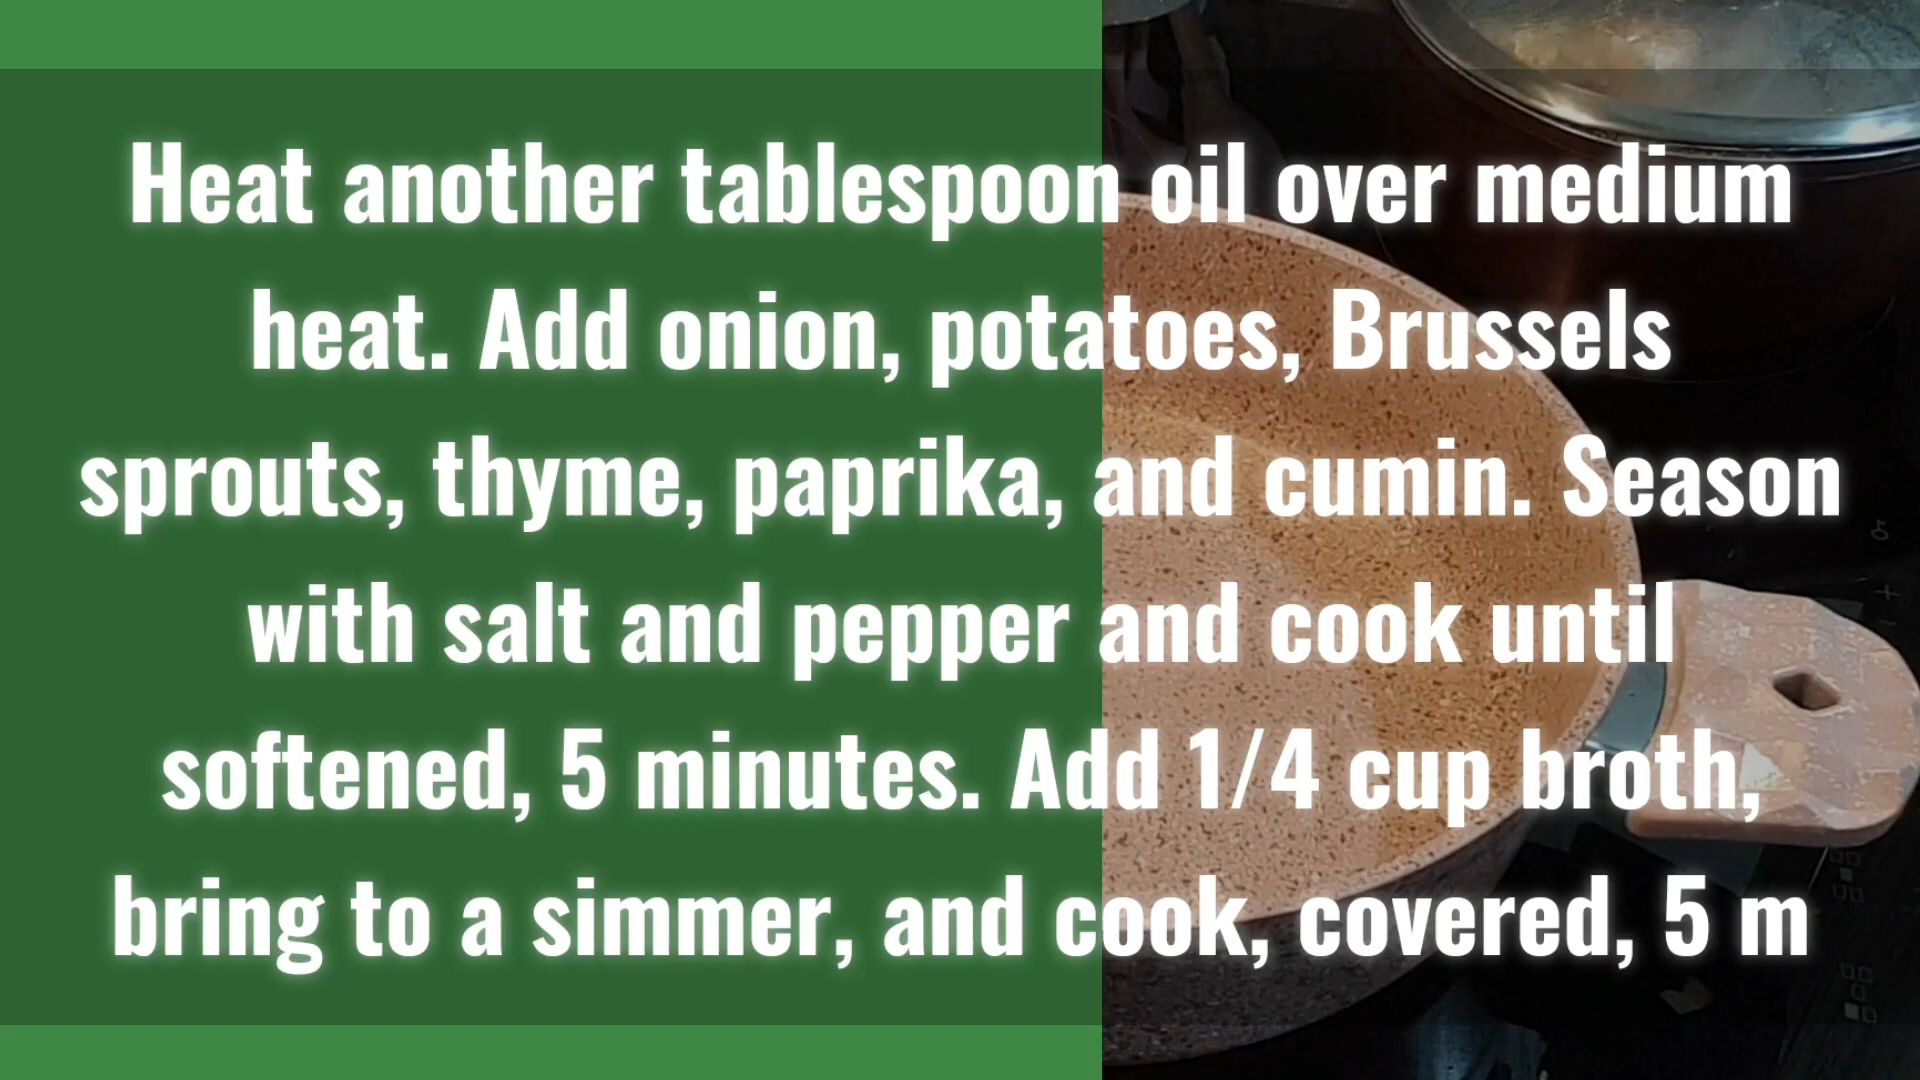 Heat another tablespoon oil over medium
heat. Add onion, potatoes, Brussels
sprouts, thyme, paprika, and cumin. Season
with salt and pepper and cook until
softened, 5 minutes. Add 1/4 cup broth,
bring to a simmer, and cook, covered, 5 m